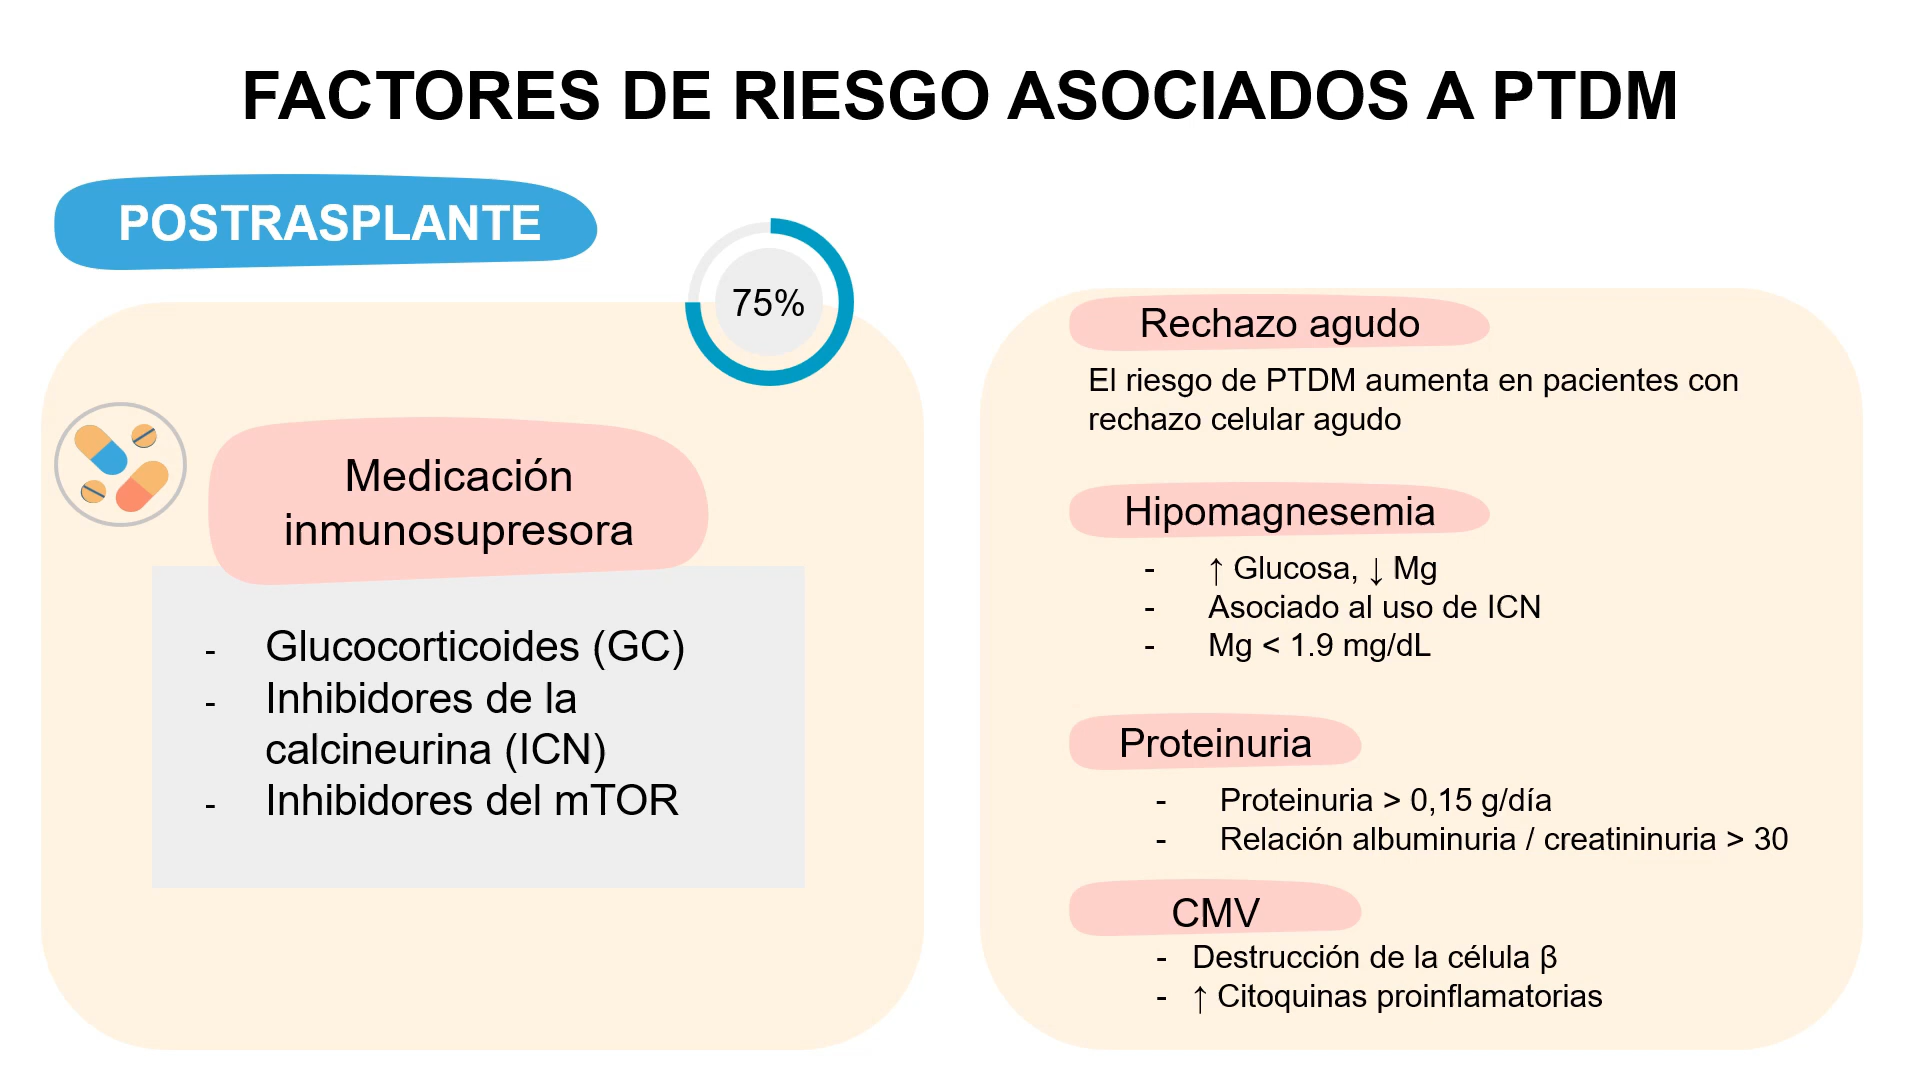 FACTORES DE RIESGO ASOCIADOS A PTDM
POSTRASPLANTE
75%
Medicación
inmunosupresora
- Glucocorticoides (GC)
- Inhibidores de la
calcineurina (ICN)
- Inhibidores del mTOR
Rechazo agudo
El riesgo de PTDM aumenta en pacientes con
rechazo celular agudo
Hipomagnesemia
- ↑ Glucosa, ↓ Mg
- Asociado al uso de ICN
- Mg < 1.9 mg/dL
Proteinuria
- Proteinuria > 0,15 g/día
- Relación albuminuria / creatininuria > 30
CMV
- Destrucción de la célula β
- ↑ Citoquinas proinflamatorias